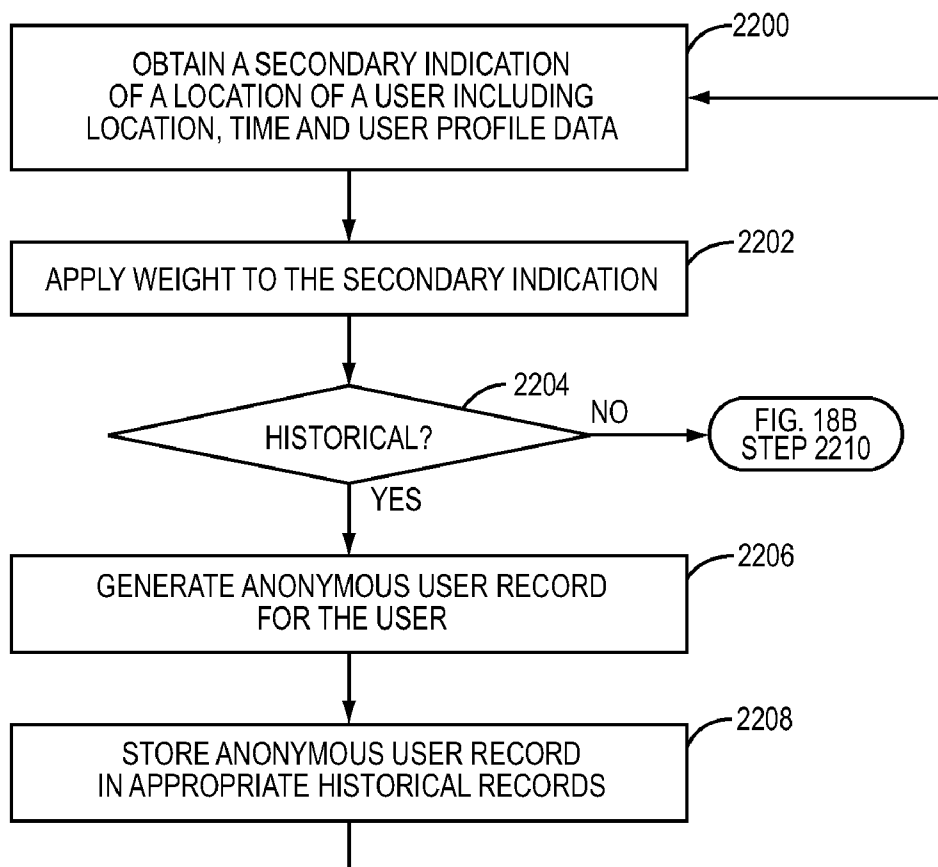 2200
OBTAIN A SECONDARY INDICATION
OF A LOCATION OF A USER INCLUDING
LOCATION, TIME AND USER PROFILE DATA
2202
APPLY WEIGHT TO THE SECONDARY INDICATION
2204
HISTORICAL?
NO
FIG. 18B
STEP 2210
YES
2206
GENERATE ANONYMOUS USER RECORD
FOR THE USER
2208
STORE ANONYMOUS USER RECORD
IN APPROPRIATE HISTORICAL RECORDS